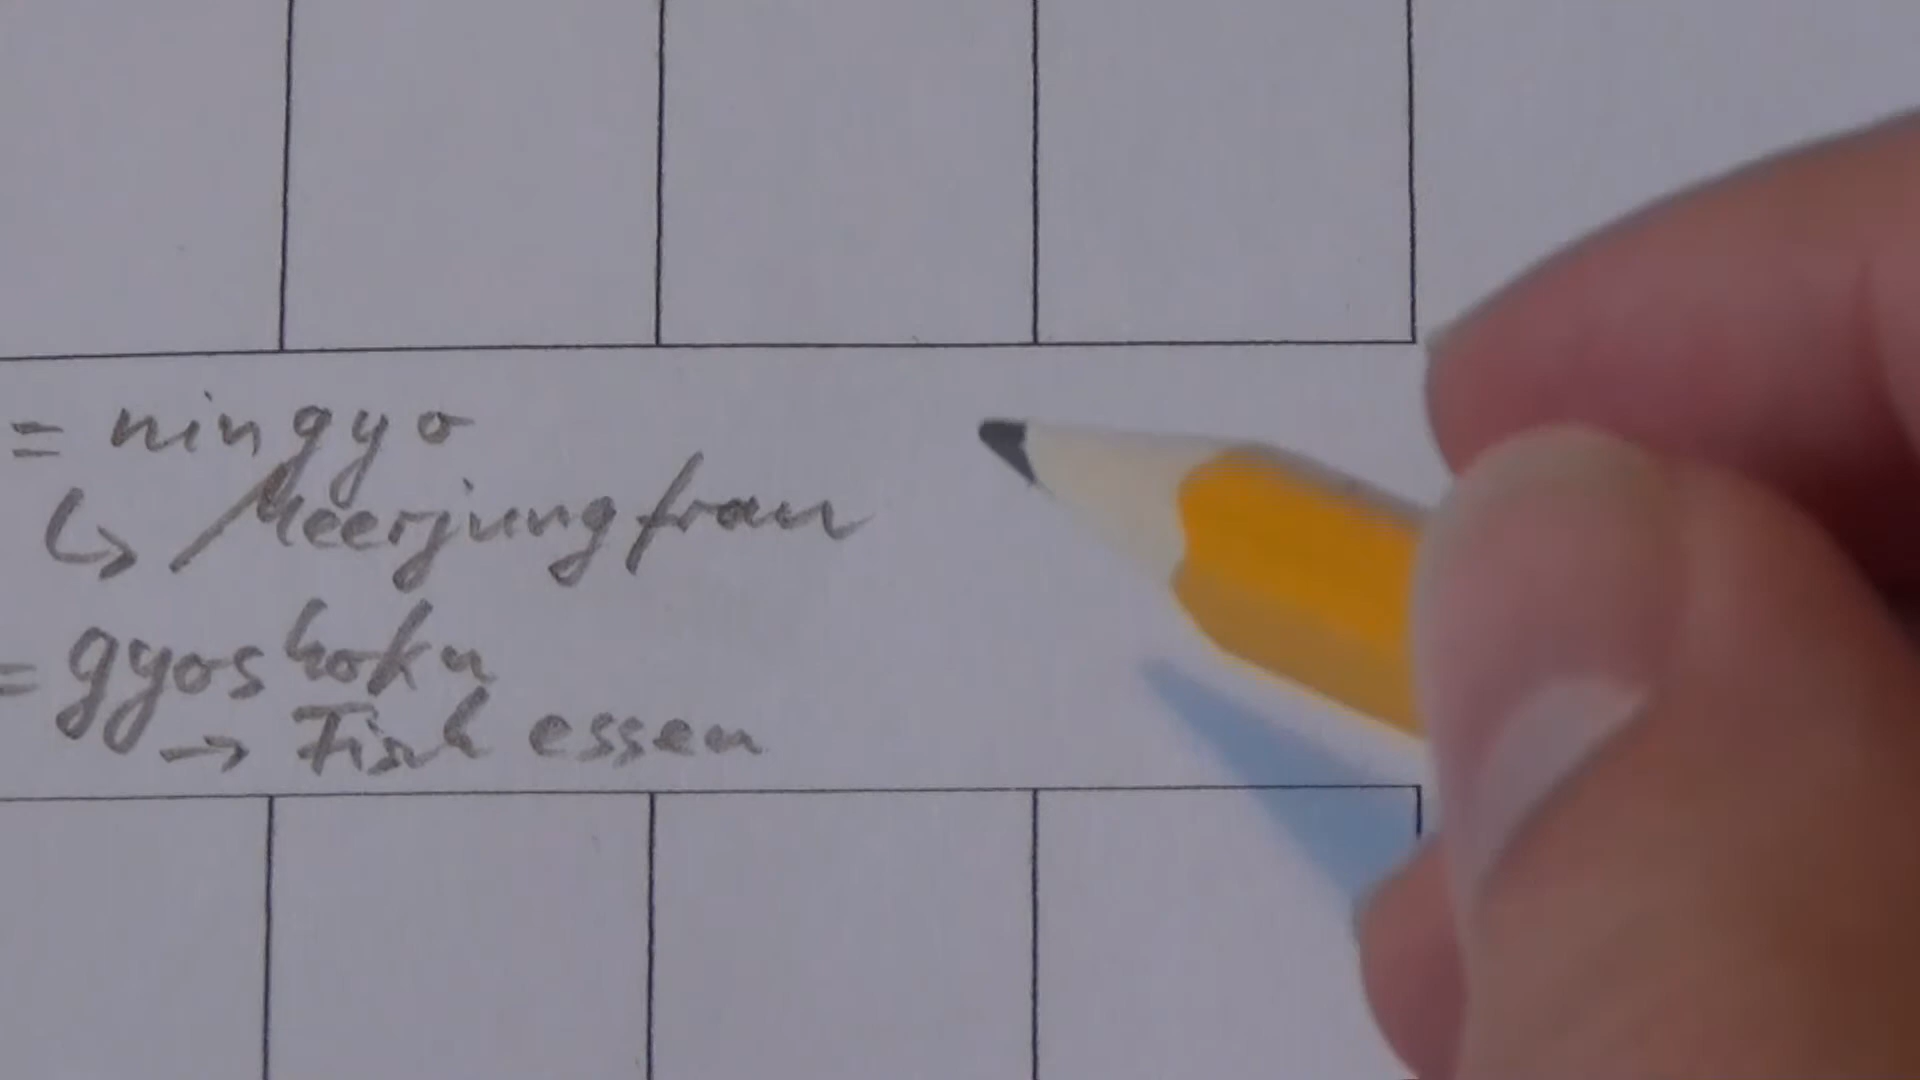 = ningyo
↳ Meerjungfrau
= gyoshoku
→ Fisch essen